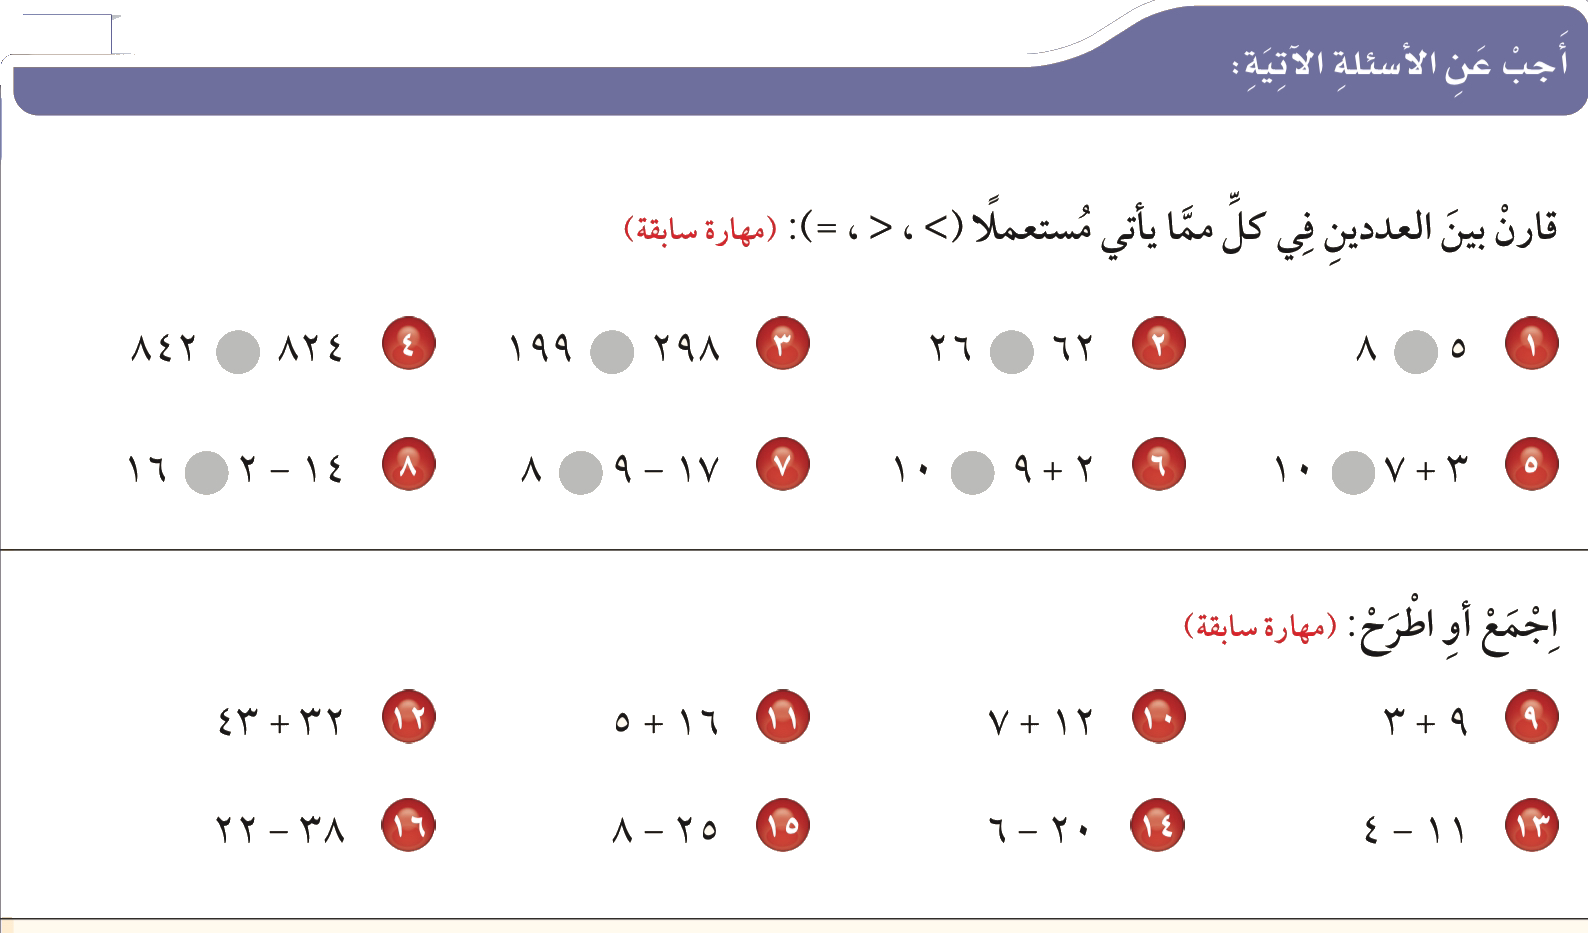 أَجبْ عَنِ الأسئلةِ الآتِيَةِ:
قارنْ بينَ العددينِ فِي كلِّ ممَّا يأتي مُستعملًا (> ، < ، =): (مهارة سابقة)
١ ٥ ٨ ٢ ٦٢ ٢٦ ٣ ٢٩٨ ١٩٩ ٤ ٨٢٤ ٨٤٢
٥ ٣ + ٧ ١٠ ٦ ٢ + ٩ ١٠ ٧ ١٧ – ٩ ٨ ٨ ١٤ – ٢ ١٦
اِجْمَعْ أوِ اطْرَحْ: (مهارة سابقة)
٩ ٩ + ٣ ١٠ ١٢ + ٧ ١١ ١٦ + ٥ ١٢ ٣٢ + ٤٣
١٣ ١١ – ٤ ١٤ ٢٠ – ٦ ١٥ ٢٥ – ٨ ١٦ ٣٨ – ٢٢